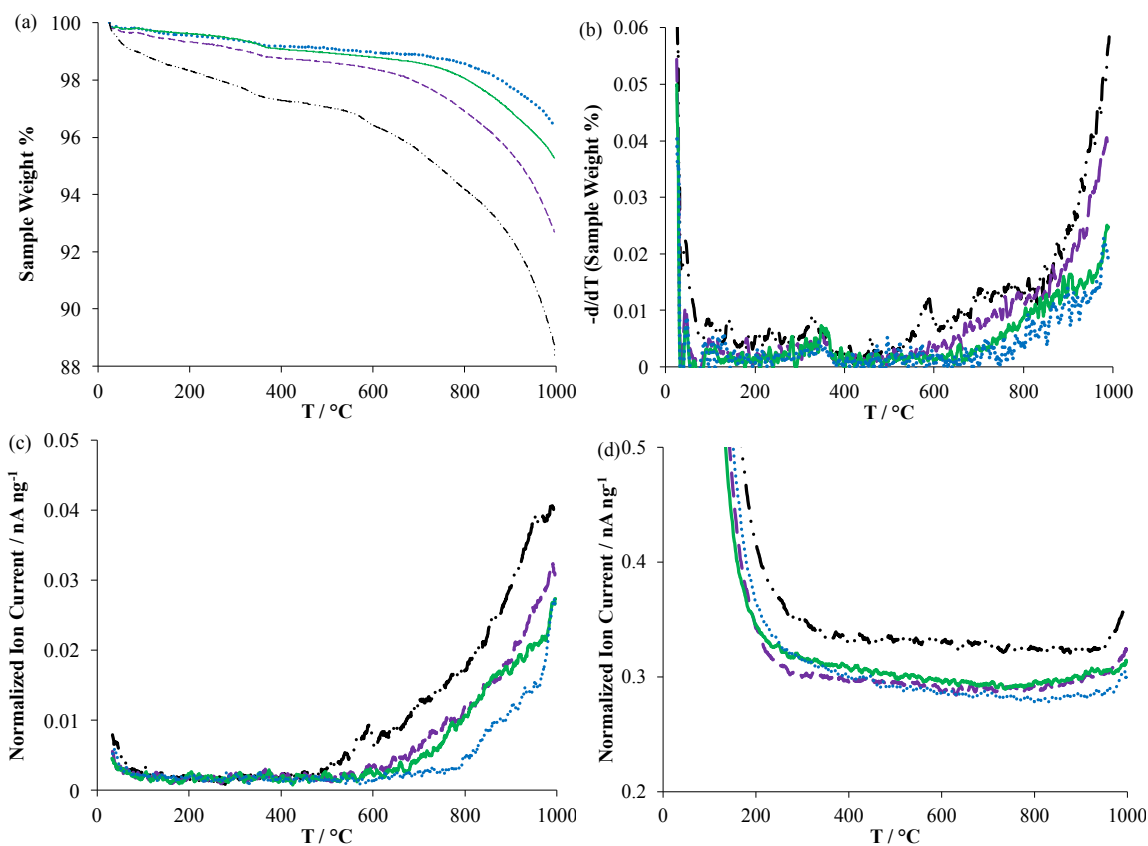 (a)
100
98
96
94
92
90
88
Sample Weight %
0 200 400 600 800 1000
T / °C
(b)
0.06
0.05
0.04
0.03
0.02
0.01
0
-d/dT (Sample Weight %)
0 200 400 600 800 1000
T / °C
(c)
0.05
0.04
0.03
0.02
0.01
0
Normalized Ion Current / nA ng⁻¹
0 200 400 600 800 1000
T / °C
(d)
0.5
0.4
0.3
0.2
Normalized Ion Current / nA ng⁻¹
0 200 400 600 800 1000
T / °C